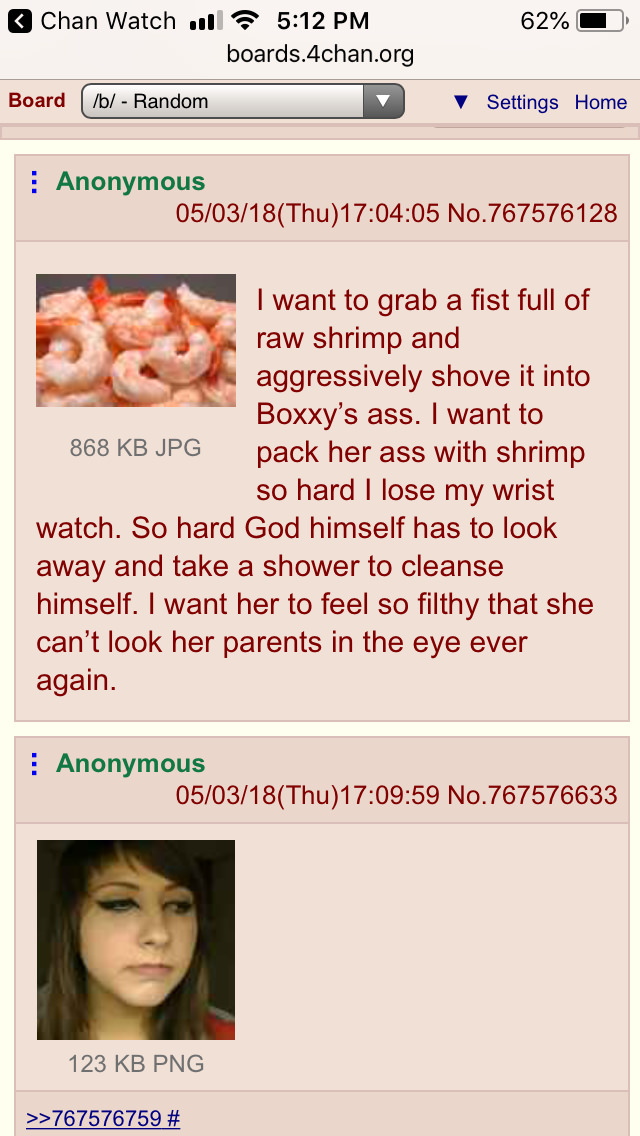 Chan Watch 5:12 PM 62%
boards.4chan.org
Board /b/ - Random ▼ ▼ Settings Home
Anonymous
05/03/18(Thu)17:04:05 No.767576128
I want to grab a fist full of
raw shrimp and
aggressively shove it into
Boxxy’s ass. I want to
pack her ass with shrimp
so hard I lose my wrist
watch. So hard God himself has to look
away and take a shower to cleanse
himself. I want her to feel so filthy that she
can’t look her parents in the eye ever
again.
868 KB JPG
Anonymous
05/03/18(Thu)17:09:59 No.767576633
123 KB PNG
>>767576759 #